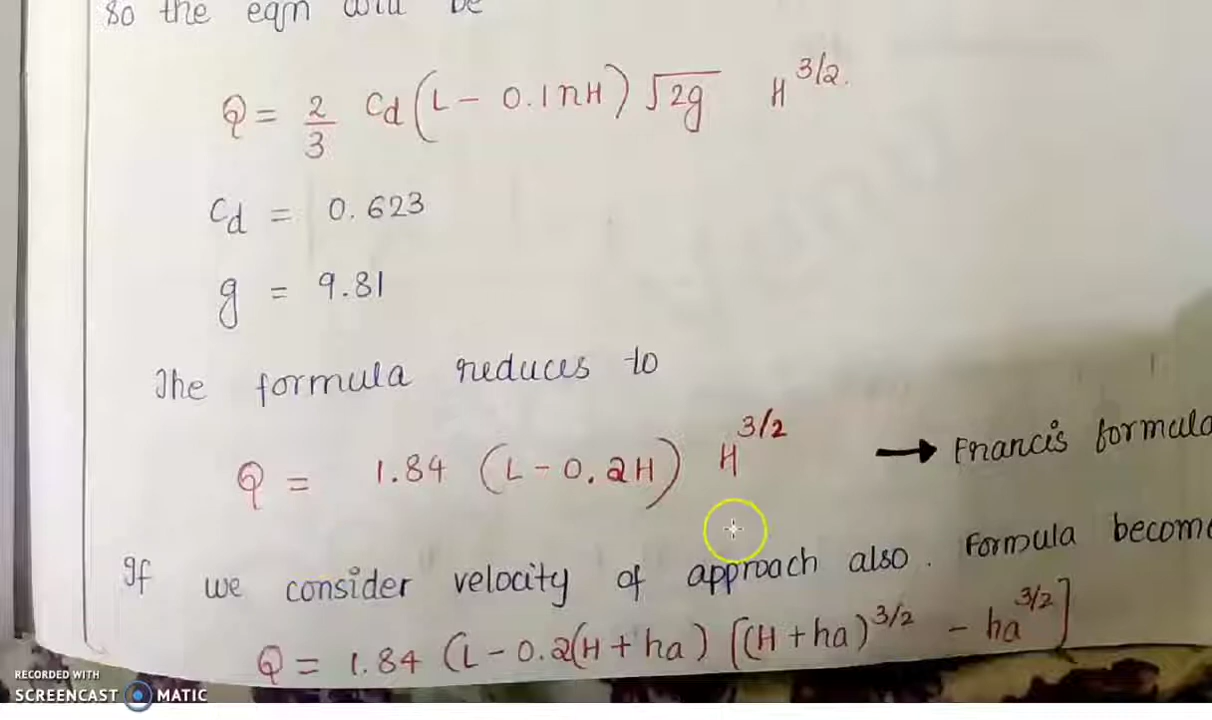 So the eqn will be
Q = 2/3 Cd (L - 0.1nH) √2g H^3/2.
Cd = 0.623
g = 9.81
The formula reduces to
Q = 1.84 (L - 0.2H) H^3/2 → Francis formula
If we consider velocity of approach also. Formula become
Q = 1.84 (L - 0.2(H + ha) [(H + ha)^3/2 - ha^3/2]
RECORDED WITH
SCREENCAST MATIC